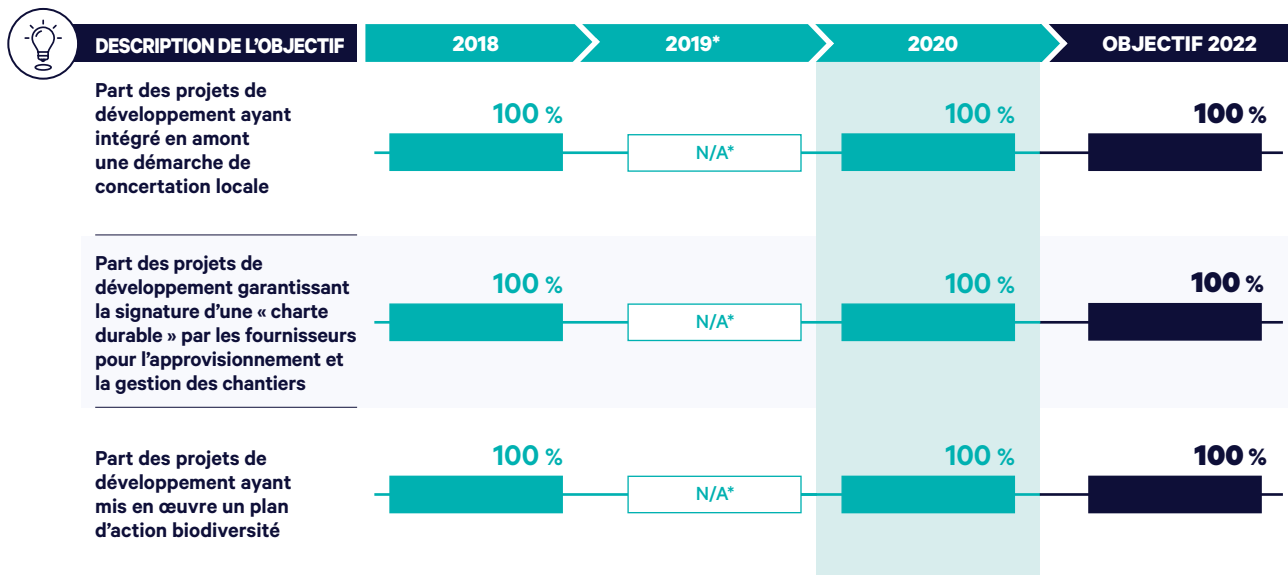 DESCRIPTION DE L'OBJECTIF 2018 2019* 2020 OBJECTIF 2022
Part des projets de
développement ayant
intégré en amont
une démarche de
concertation locale
100 % N/A* 100 % 100 %
Part des projets de
développement garantissant
la signature d'une « charte
durable » par les fournisseurs
pour l'approvisionnement et
la gestion des chantiers
100 % N/A* 100 % 100 %
Part des projets de
développement ayant
mis en œuvre un plan
d'action biodiversité
100 % N/A* 100 % 100 %